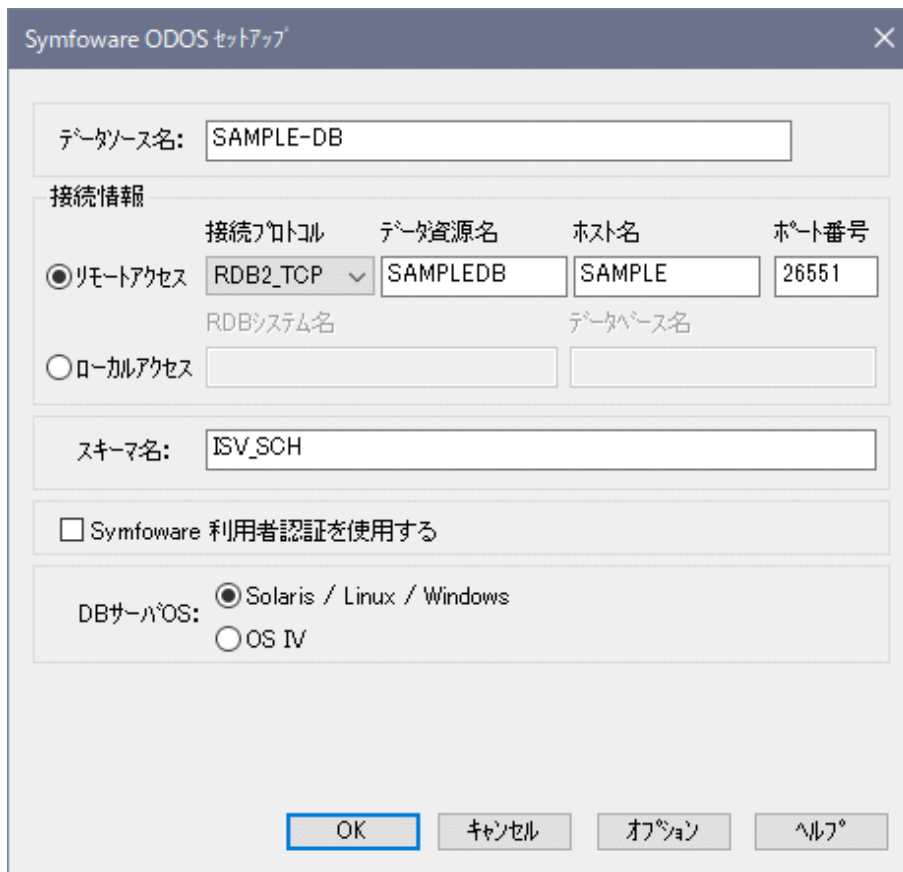 Symfoware ODOS ｾｯﾄｱｯﾌﾟ
ﾃﾞｰﾀｿｰｽ名: SAMPLE-DB
接続情報
接続ﾌﾟﾛﾄｺﾙ ﾃﾞｰﾀ資源名 ﾎｽﾄ名 ﾎﾟｰﾄ番号
ﾘﾓｰﾄｱｸｾｽ RDB2_TCP SAMPLEDB SAMPLE 26551
RDBｼｽﾃﾑ名 ﾃﾞｰﾀﾍﾞｰｽ名
ﾛｰｶﾙｱｸｾｽ
スキーマ名: ISV_SCH
Symfoware 利用者認証を使用する
DBｻｰﾊﾞOS: Solaris / Linux / Windows
OS IV
OK ｷｬﾝｾﾙ ｵﾌﾟｼｮﾝ ﾍﾙﾌﾟ